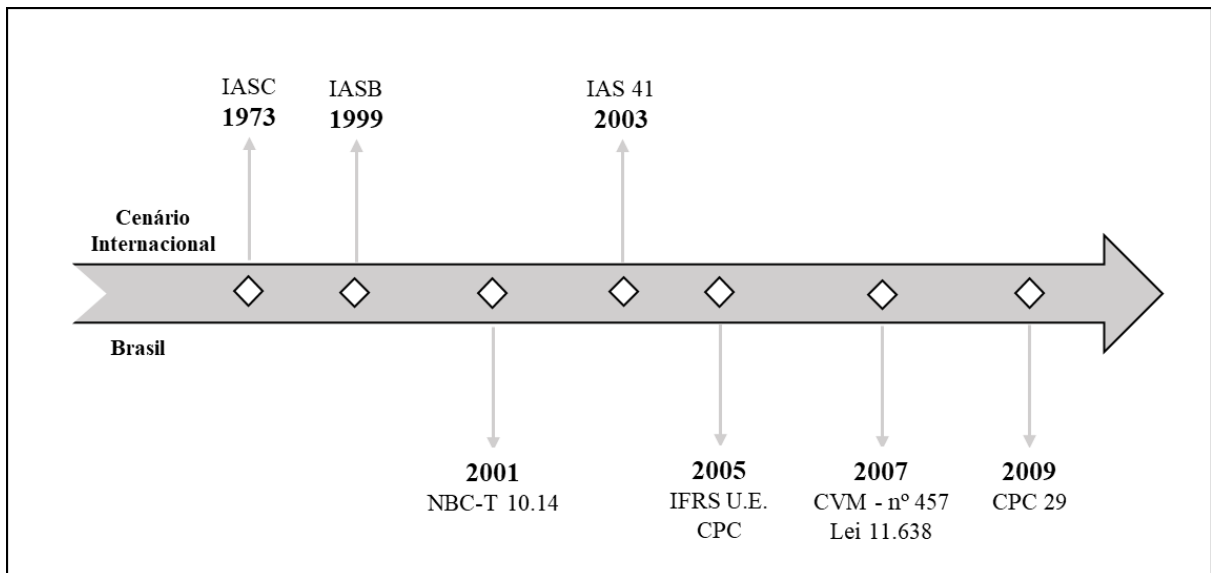 IASC
1973
IASB
1999
IAS 41
2003
Cenário
Internacional
Brasil
2001
NBC-T 10.14
2005
IFRS U.E.
CPC
2007
CVM - nº 457
Lei 11.638
2009
CPC 29